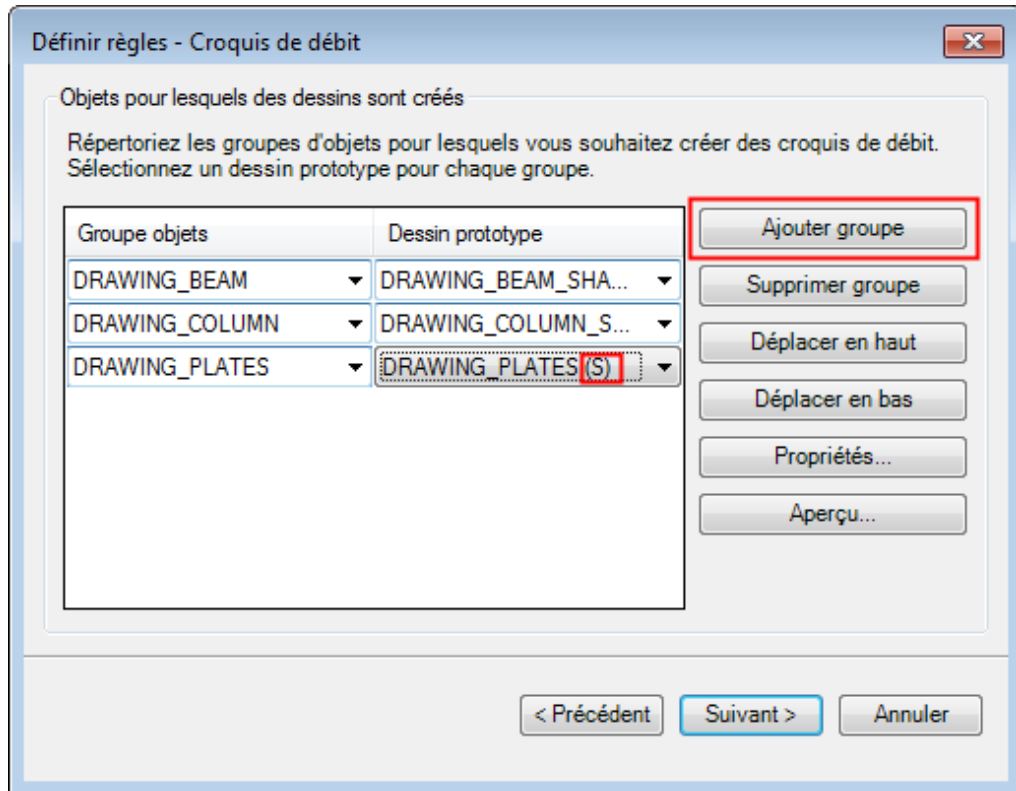 Définir règles - Croquis de débit
Objets pour lesquels des dessins sont créés
Répertoriez les groupes d'objets pour lesquels vous souhaitez créer des croquis de débit.
Sélectionnez un dessin prototype pour chaque groupe.
Groupe objets Dessin prototype
DRAWING_BEAM DRAWING_BEAM_SHA...
DRAWING_COLUMN DRAWING_COLUMN_S...
DRAWING_PLATES DRAWING_PLATES (S)
Ajouter groupe
Supprimer groupe
Déplacer en haut
Déplacer en bas
Propriétés...
Aperçu...
< Précédent Suivant > Annuler